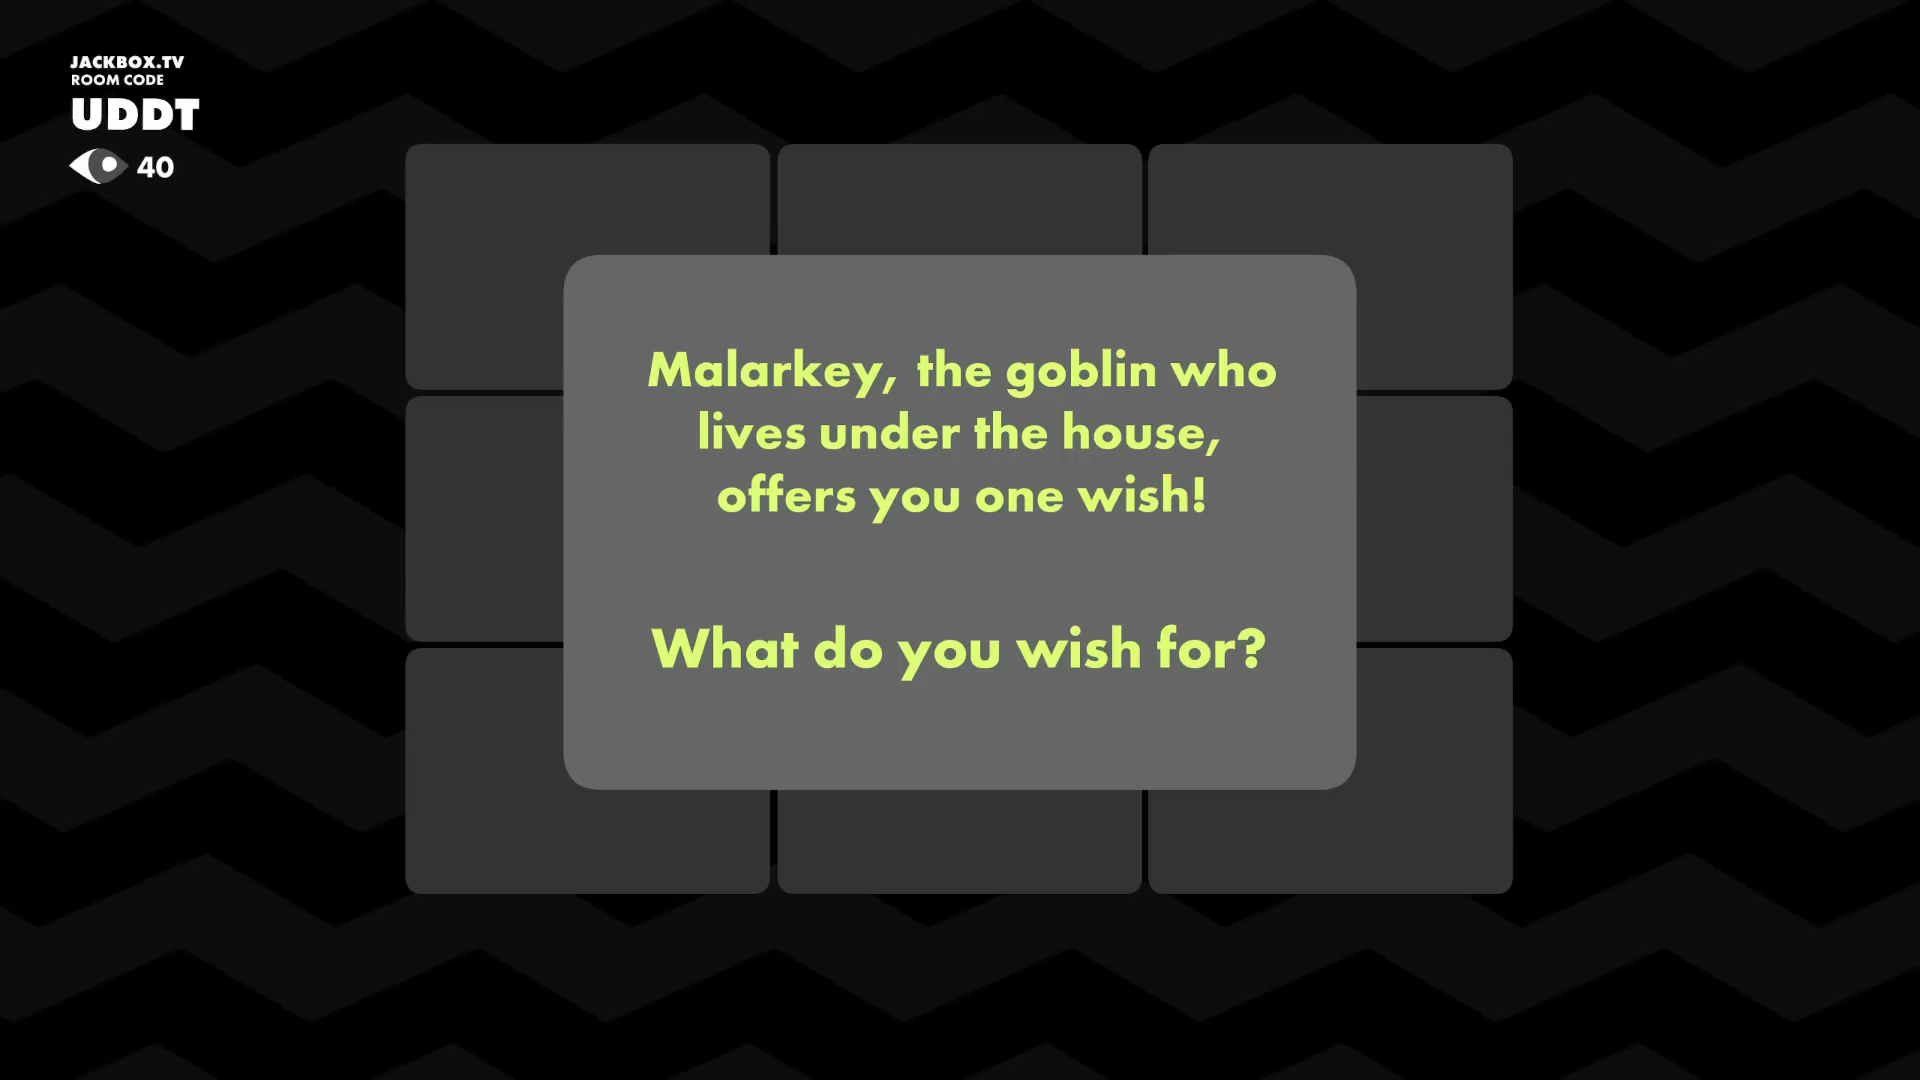 JACKBOX.TV
ROOM CODE
UDDT
40
Malarkey, the goblin who
lives under the house,
offers you one wish!
What do you wish for?